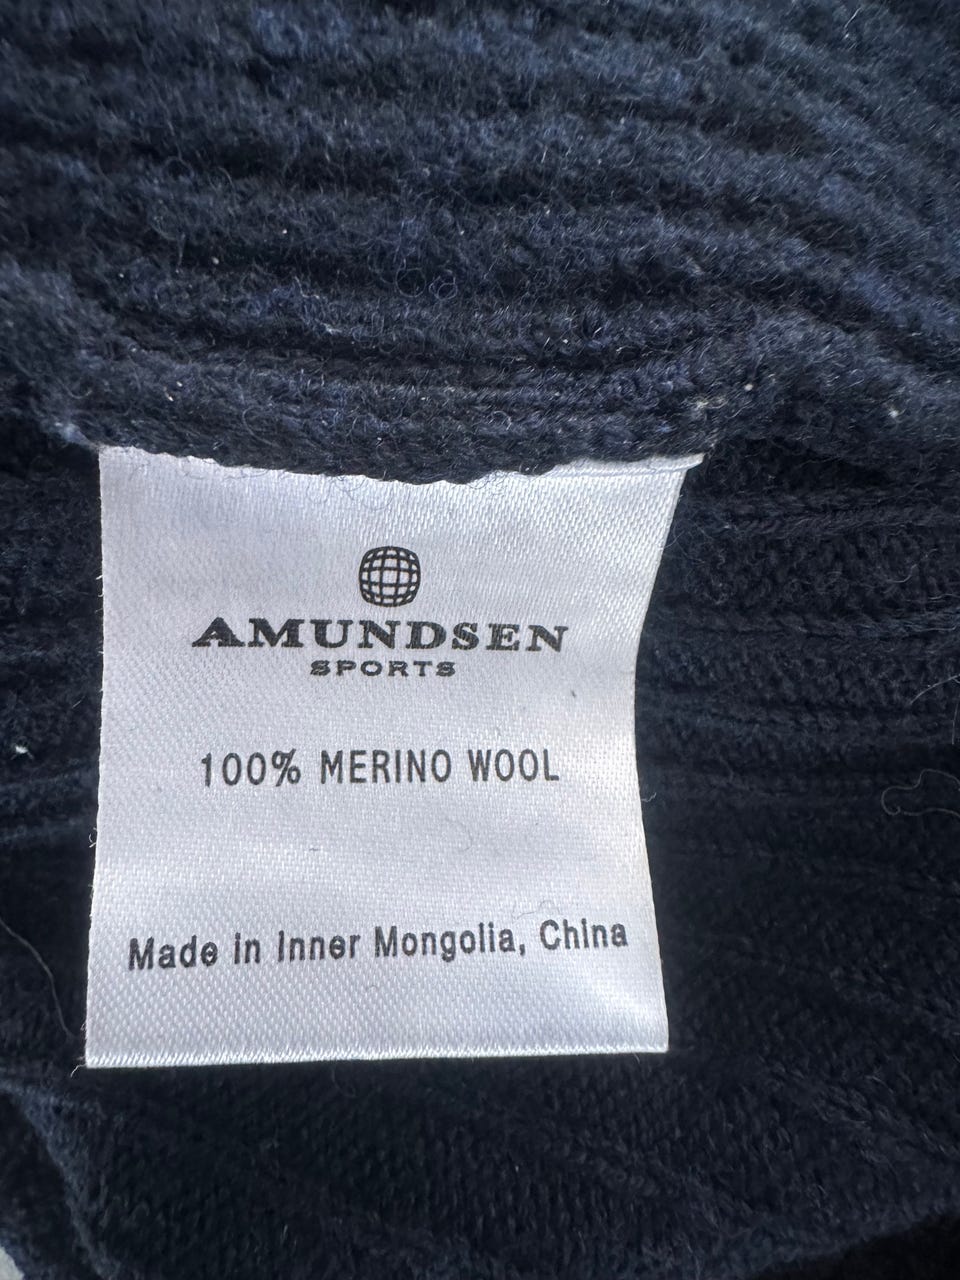 AMUNDSEN
SPORTS
100% MERINO WOOL
Made in Inner Mongolia, China